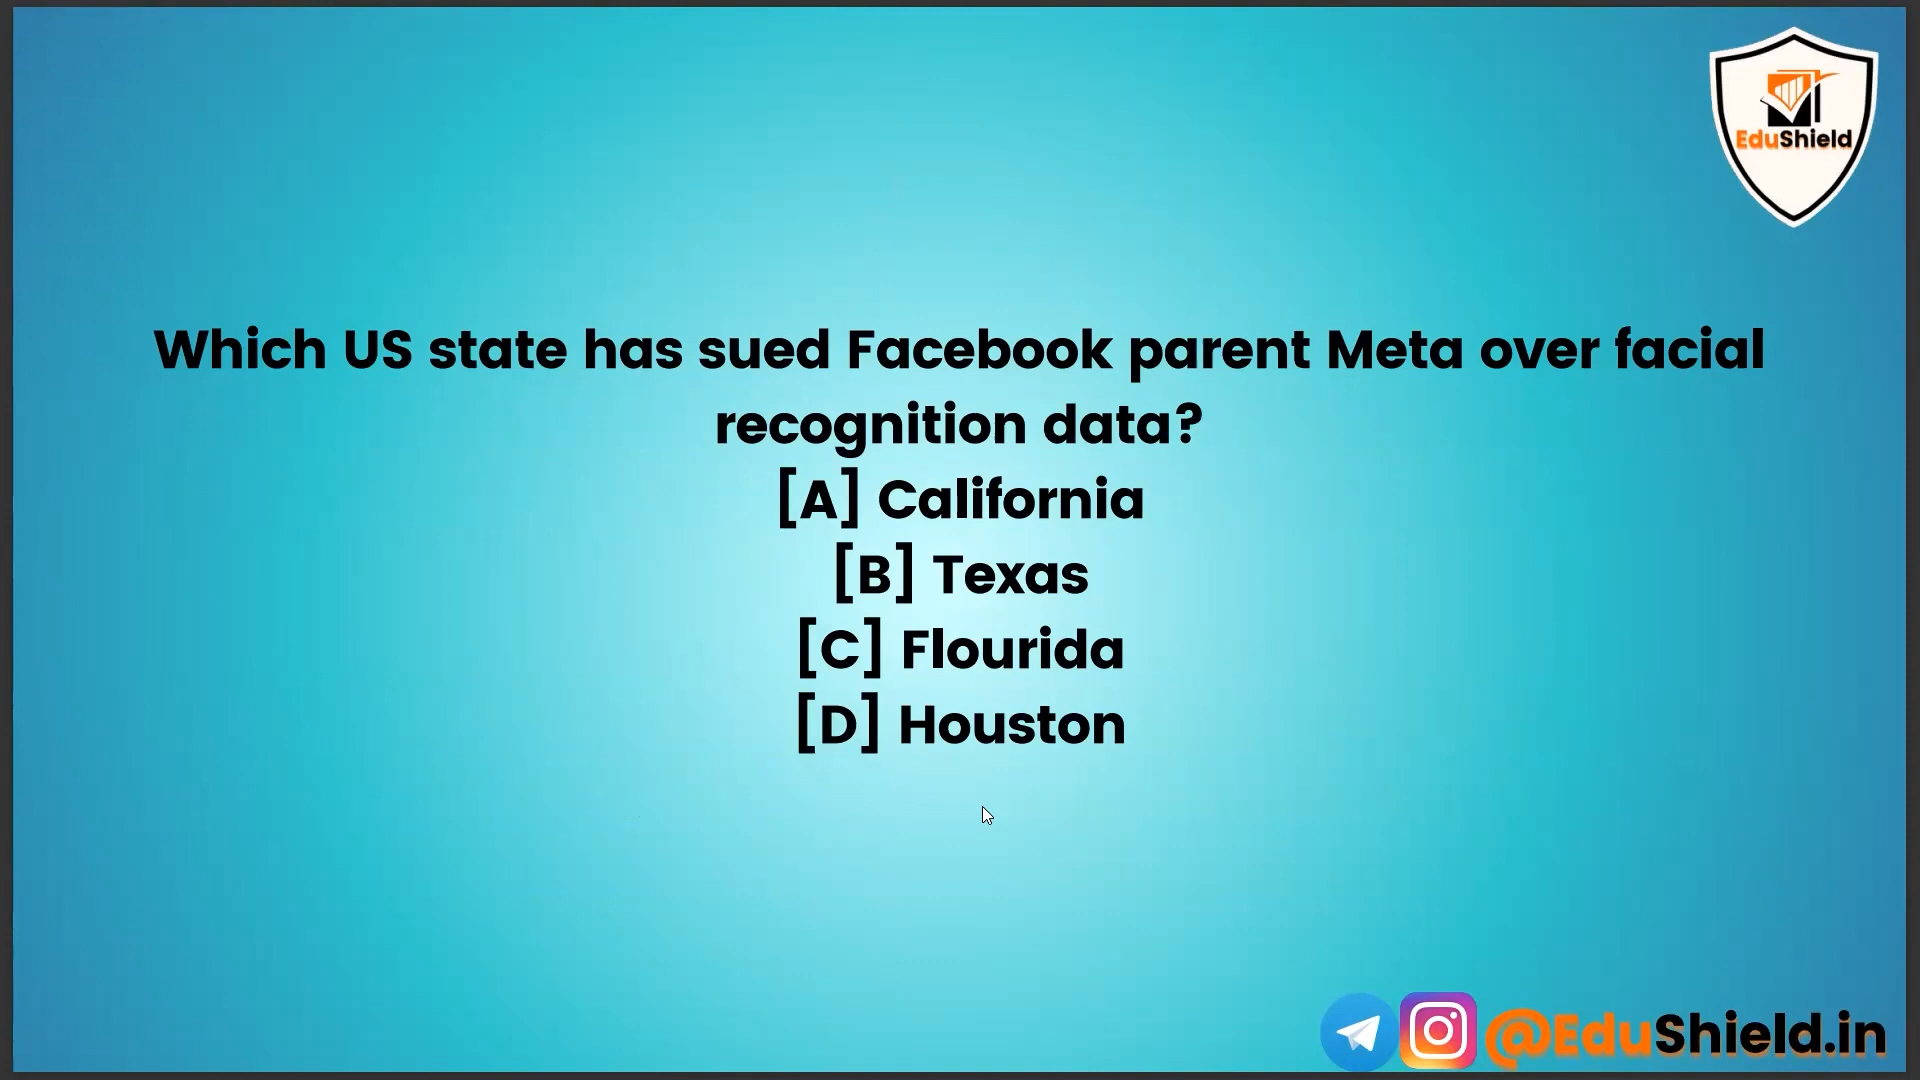 EduShield
Which US state has sued Facebook parent Meta over facial
recognition data?
[A] California
[B] Texas
[C] Flourida
[D] Houston
@EduShield.in